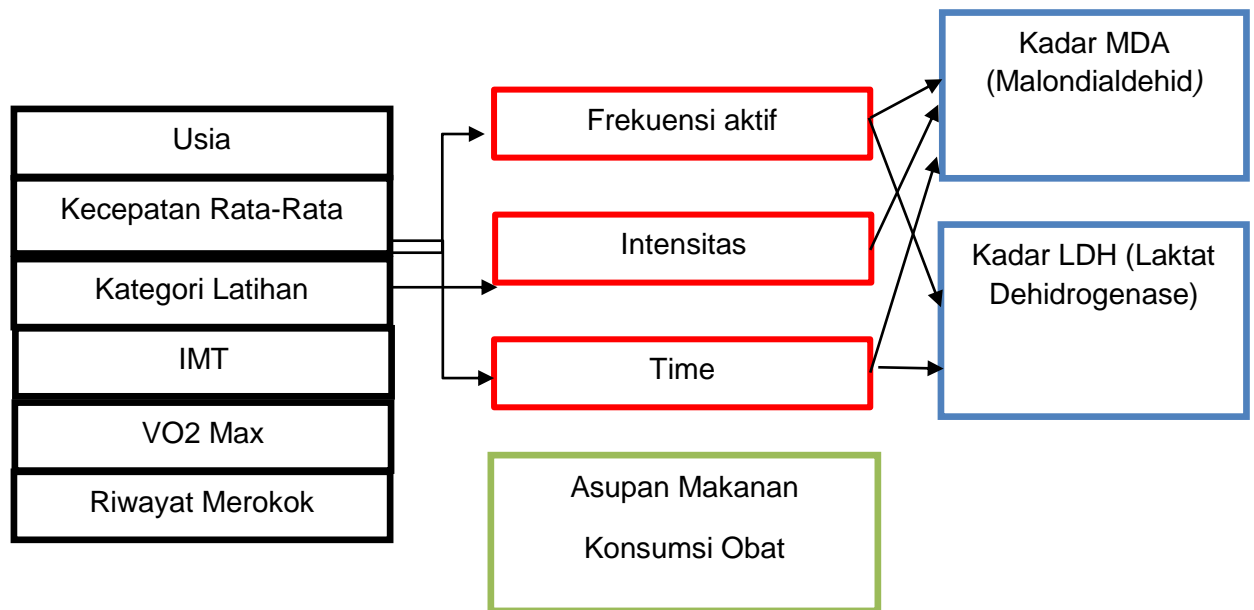 Usia
Kecepatan Rata-Rata
Kategori Latihan
IMT
VO2 Max
Riwayat Merokok
Frekuensi aktif
Intensitas
Time
Asupan Makanan
Konsumsi Obat
Kadar MDA
(Malondialdehid)
Kadar LDH (Laktat
Dehidrogenase)